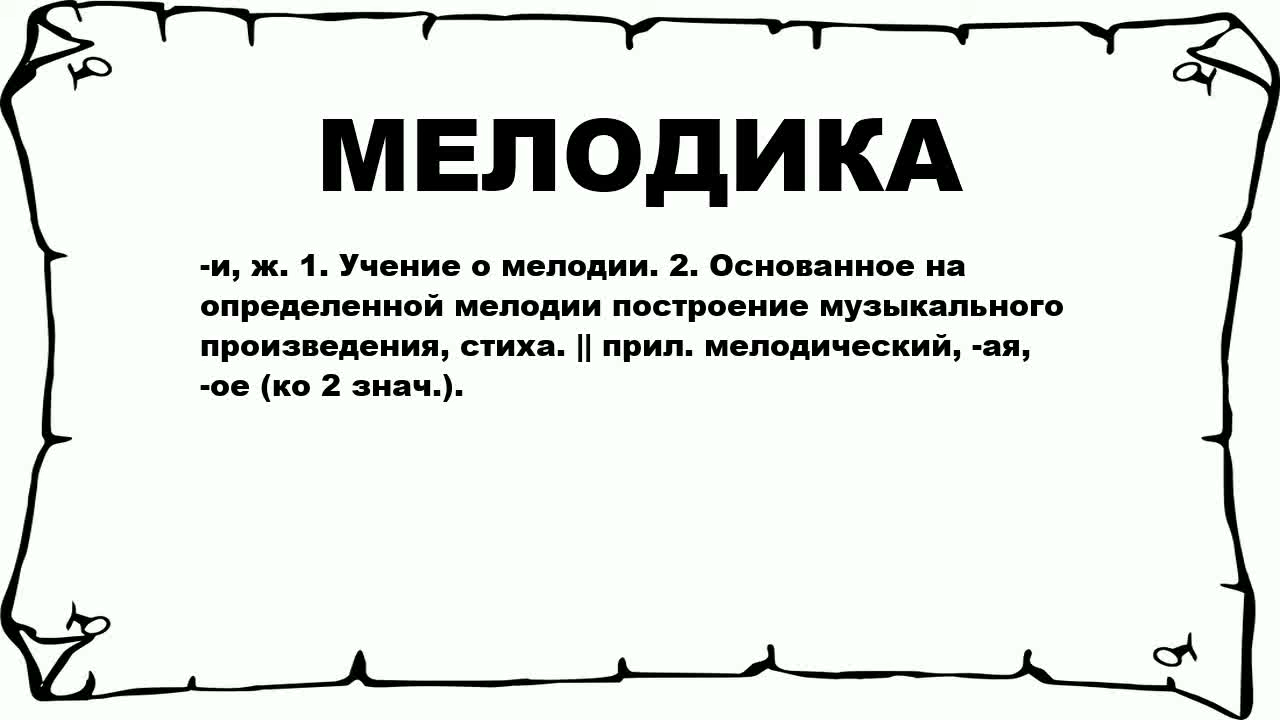 МЕЛОДИКА
-и, ж. 1. Учение о мелодии. 2. Основанное на
определенной мелодии построение музыкального
произведения, стиха. || прил. мелодический, -ая,
-ое (ко 2 знач.).